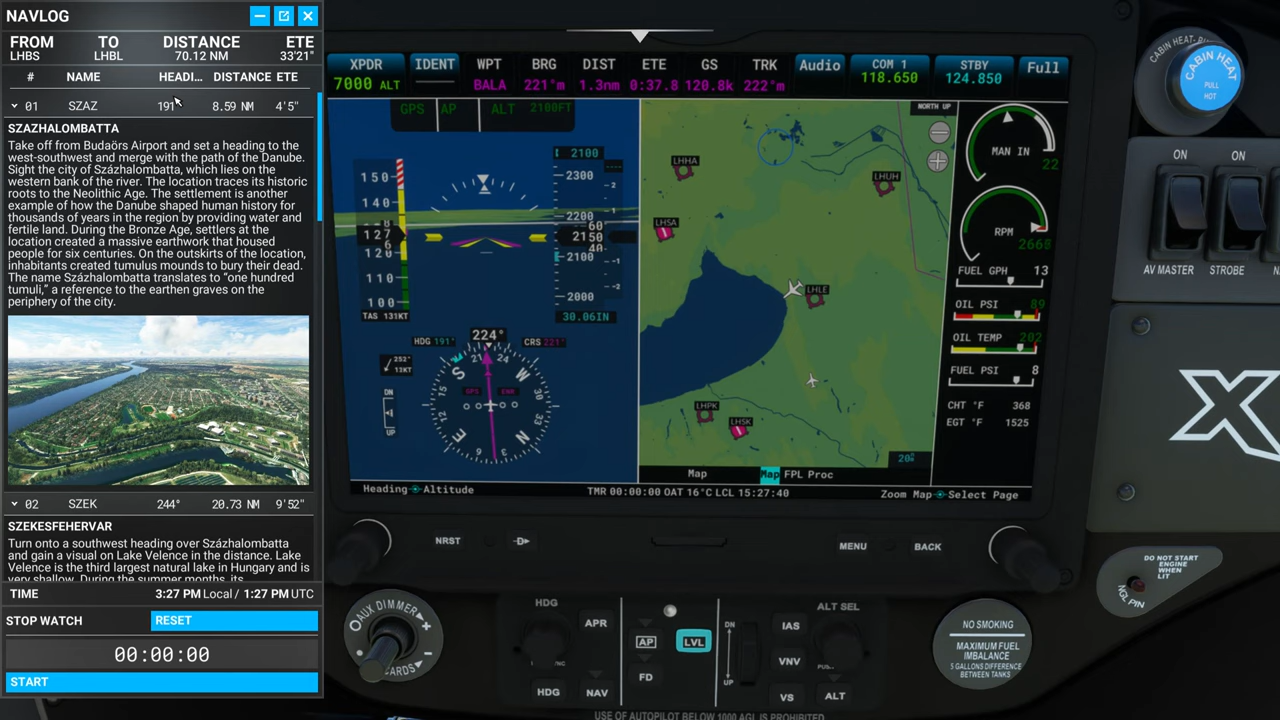 NAVLOG
FROM TO DISTANCE ETE
LHBS LHBL 70.12 NM 33'21"
# NAME HEADI... DISTANCE ETE
01 SZAZ 191° 8.59 NM 4'5"
SZAZHALOMBATTA
Take off from Budaörs Airport and set a heading to the
west-southwest and merge with the path of the Danube.
Sight the city of Százhalombatta, which lies on the
western bank of the river. The location traces its historic
roots to the Neolithic Age. The settlement is another
example of how the Danube shaped human history for
thousands of years in the region by providing water and
fertile land. During the Bronze Age, settlers at the
location created a massive earthwork that housed
people for six centuries. On the outskirts of the location,
inhabitants created tumulus mounds to bury their dead.
The name Százhalombatta translates to “one hundred
tumuli,” a reference to the earthen graves on the
periphery of the city.
02 SZEK 244° 20.73 NM 9'52"
SZEKESFEHERVAR
Turn onto a southwest heading over Százhalombatta
and gain a visual on Lake Velence in the distance. Lake
Velence is the third largest natural lake in Hungary and is
very shallow. During the summer months, its
TIME 3:27 PM Local / 1:27 PM UTC
STOP WATCH RESET
00:00:00
START
XPDR IDENT WPT BRG DIST ETE GS TRK Audio COM 1 STBY Full
7000 ALT BALA 221°m 1.3nm 0:37.8 120.8k 222°m 118.650 124.850
GPS AP ALT 2100FT
NORTH UP
150
140
127
120
110
100
TAS 131KT
2100
2300
2200
2150
2100
2000
30.06IN
224°
HDG 191° CRS 221°
252°
12KT
DN
UP
GPS ENR
S W N E
LHHA
LHUH
LHSA
LHLE
LHPK
LHSK
Map Map FPL Proc
MAN IN
22
RPM
FUEL GPH 13
OIL PSI 89
OIL TEMP 202
FUEL PSI 8
CHT °F 368
EGT °F 1525
Heading Altitude TMR 00:00:00 OAT 16°C LCL 15:27:40 Zoom Map Select Page
NRST D MENU BACK
AUX DIMMER
HDG APR HDG NAV
AP LVL
FD
DN
UP
IAS
VNV
VS
ALT SEL
ALT
USE OF AUTOPILOT BELOW 1000 AGL IS PROHIBITED
NO SMOKING
MAXIMUM FUEL
IMBALANCE
5 GALLONS DIFFERENCE
BETWEEN TANKS
DO NOT START
ENGINE
WHEN
LIT
CABIN HEAT
PULL
HOT
ON ON
AV MASTER STROBE
X